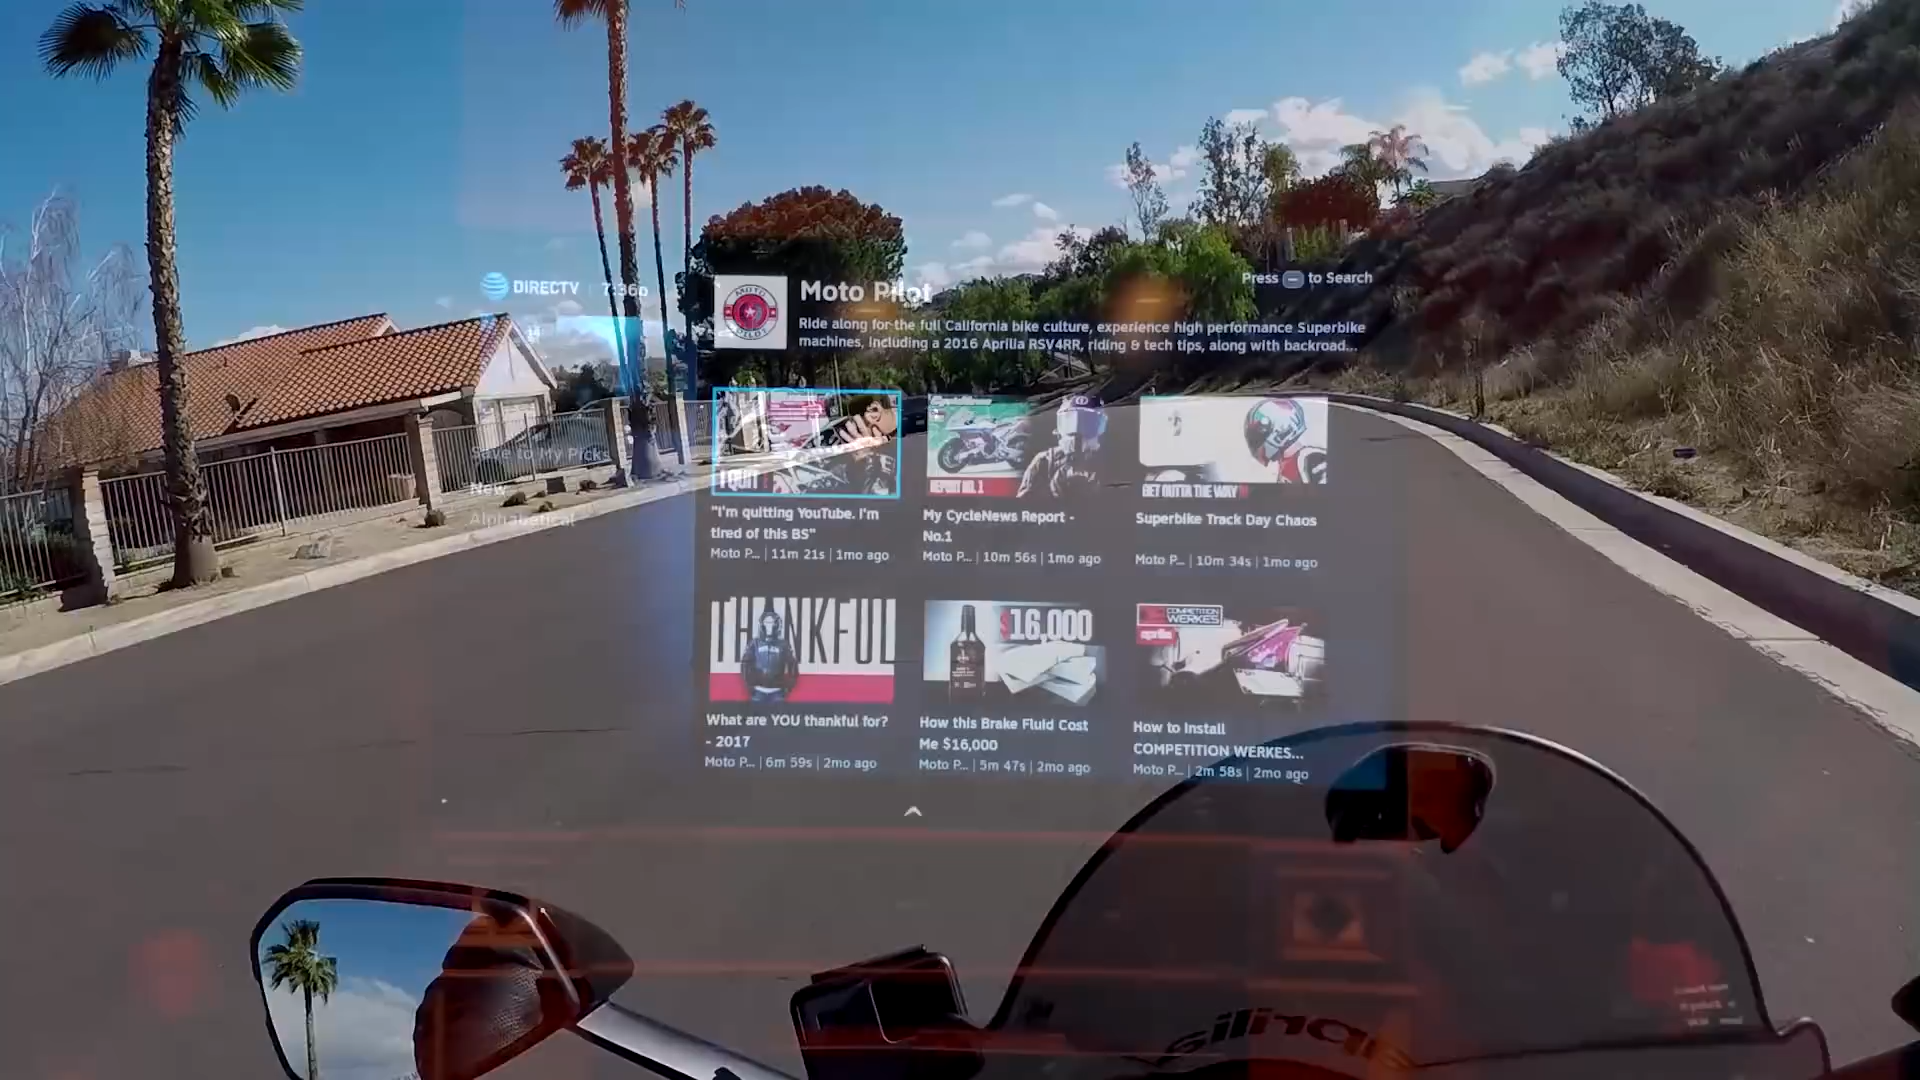 DIRECTV | 7:36p
Moto Pilot
Press - to Search
Ride along for the full California bike culture, experience high performance Superbike
machines, including a 2016 Aprilia RSV4RR, riding & tech tips, along with backroad...
Save to My Picks
New
Alphabetical
I QUIT
REPORT NO. 1
GET OUTTA THE WAY
"I'm quitting YouTube. I'm
tired of this BS"
Moto P... | 11m 21s | 1mo ago
My CycleNews Report -
No.1
Moto P... | 10m 56s | 1mo ago
Superbike Track Day Chaos
Moto P... | 10m 34s | 1mo ago
THANKFUL
$16,000
COMPETITION
WERKES
aprilia
What are YOU thankful for?
- 2017
Moto P... | 6m 59s | 2mo ago
How this Brake Fluid Cost
Me $16,000
Moto P... | 5m 47s | 2mo ago
How to Install
COMPETITION WERKES...
Moto P... | 2m 58s | 2mo ago
aprilia